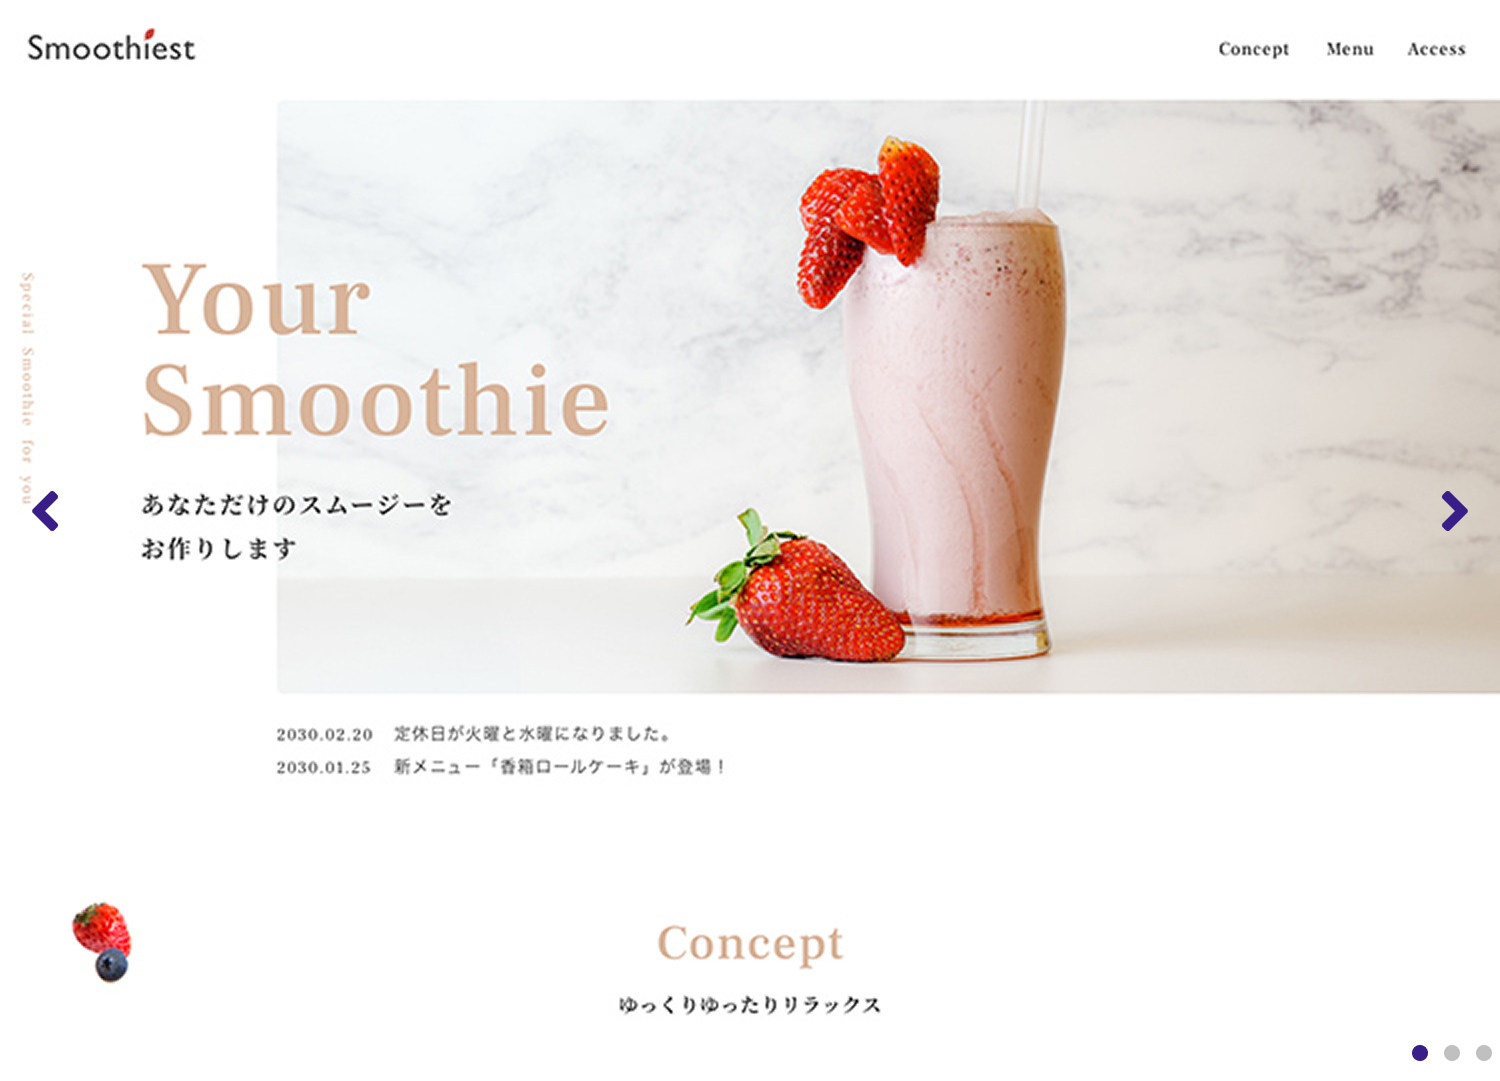 Smoothiest
Concept Menu Access
Special Smoothie for you
Your
Smoothie
あなただけのスムージーを
お作りします
2030.02.20 定休日が火曜と水曜になりました。
2030.01.25 新メニュー「香箱ロールケーキ」が登場！
Concept
ゆっくりゆったりリラックス